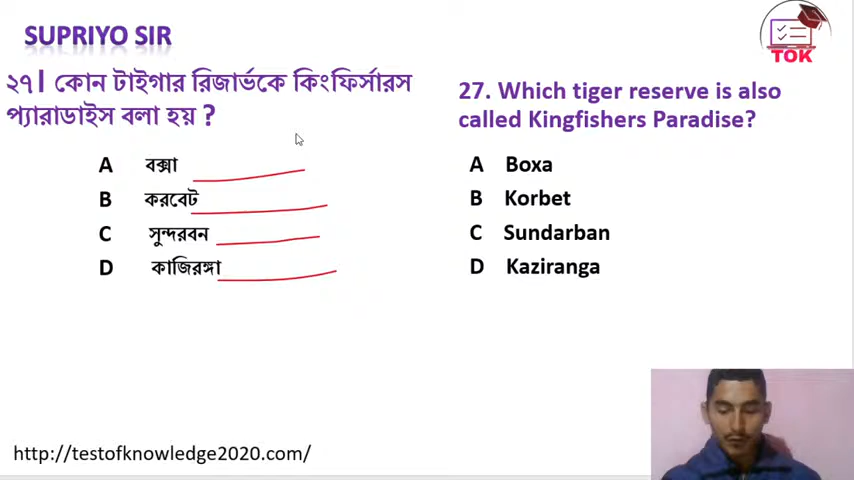 SUPRIYO SIR
TOK
২৭। কোন টাইগার রিজার্ভকে কিংফির্সারস
প্যারাডাইস বলা হয় ?
A বক্সা
B করবেট
C সুন্দরবন
D কাজিরঙ্গা
27. Which tiger reserve is also
called Kingfishers Paradise?
A Boxa
B Korbet
C Sundarban
D Kaziranga
http://testofknowledge2020.com/